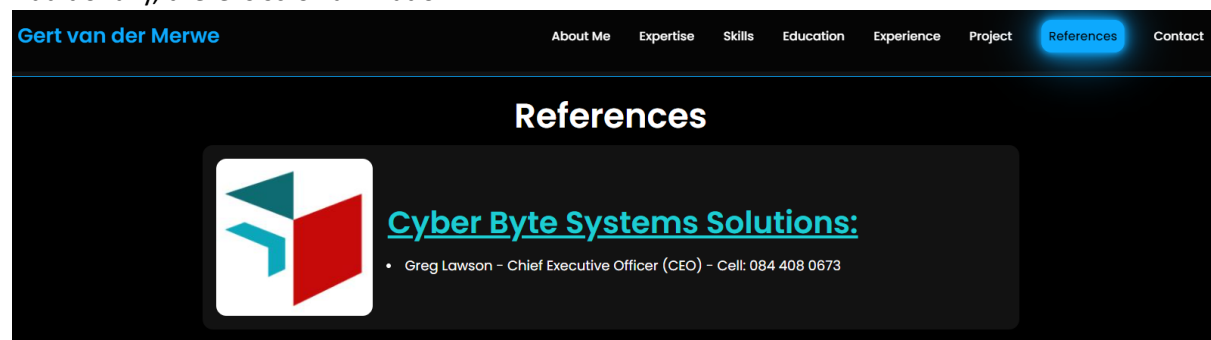 Gert van der Merwe About Me Expertise Skills Education Experience Project References Contact
References
Cyber Byte Systems Solutions:
• Greg Lawson - Chief Executive Officer (CEO) - Cell: 084 408 0673